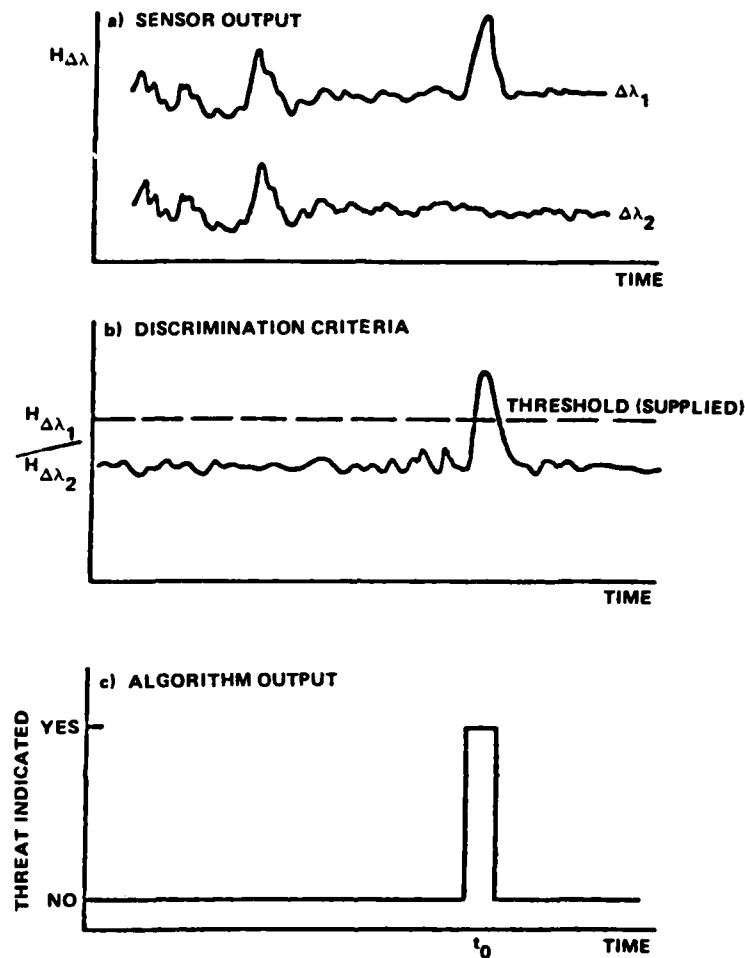 a) SENSOR OUTPUT
HΔλ
Δλ1
Δλ2
TIME
b) DISCRIMINATION CRITERIA
THRESHOLD (SUPPLIED)
HΔλ1
HΔλ2
TIME
c) ALGORITHM OUTPUT
THREAT INDICATED
YES
NO
t0
TIME